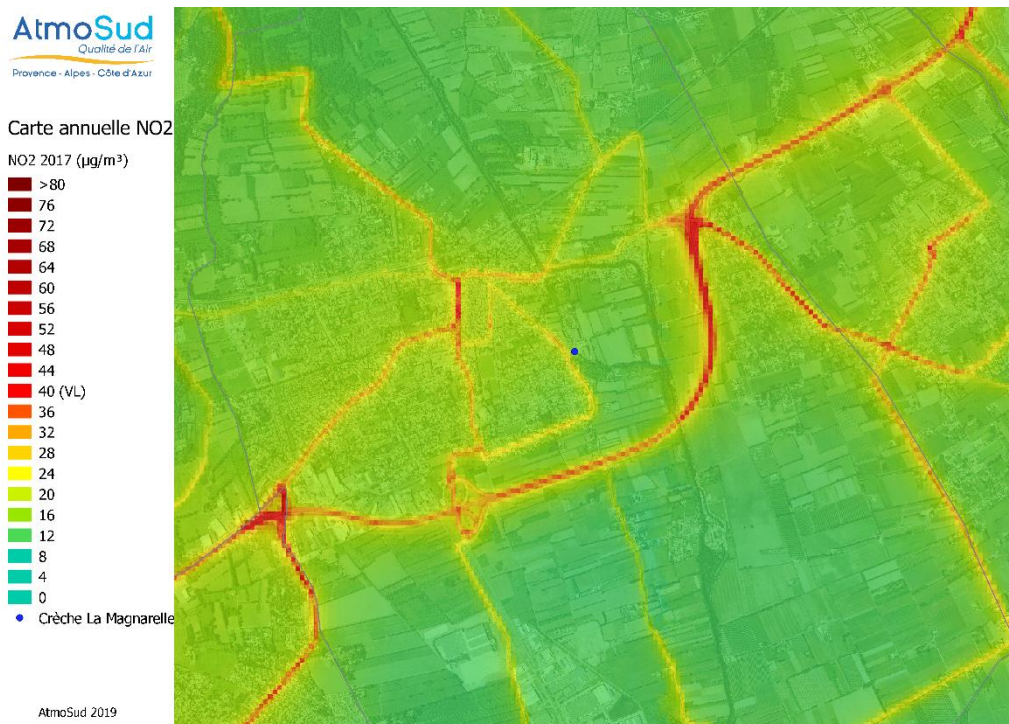 AtmoSud
Qualité de l'Air
Provence - Alpes - Côte d'Azur
Carte annuelle NO2
NO2 2017 (µg/m³)
>80
76
72
68
64
60
56
52
48
44
40 (VL)
36
32
28
24
20
16
12
8
4
0
Crèche La Magnarelle
AtmoSud 2019